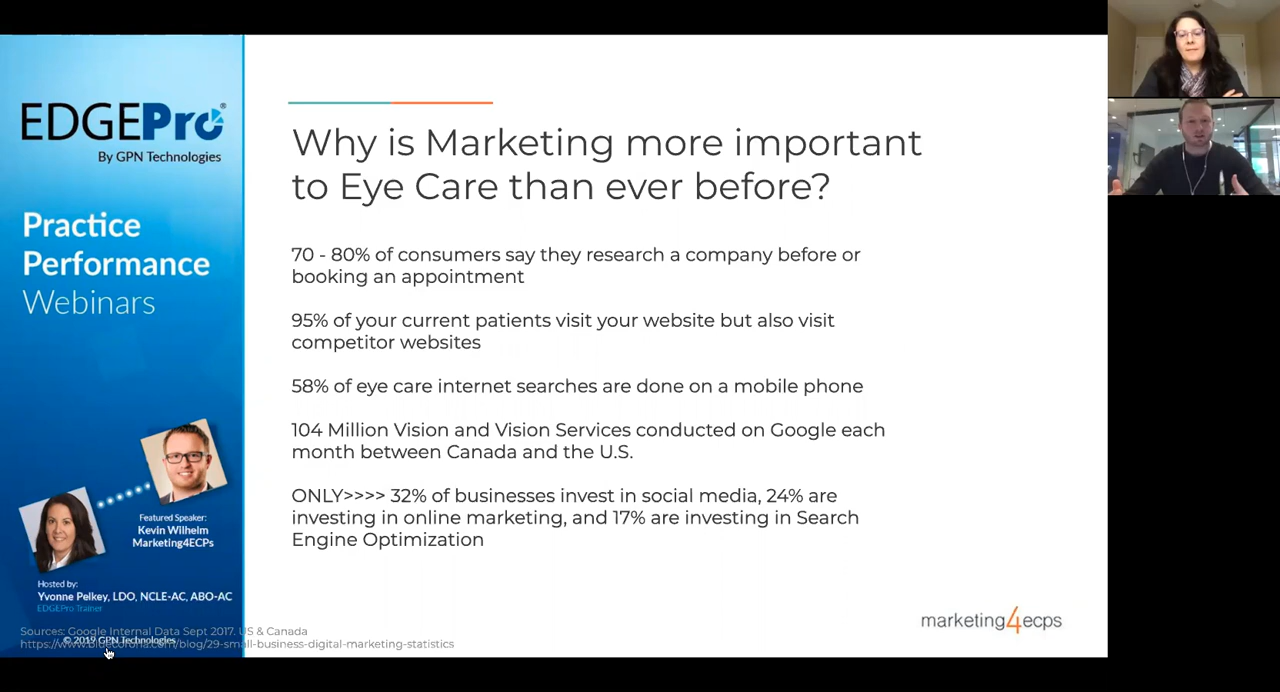 EDGEPro®
By GPN Technologies
Practice
Performance
Webinars
Featured Speaker:
Kevin Wilhelm
Marketing4ECPs
Hosted by:
Yvonne Pelkey, LDO, NCLE-AC, ABO-AC
EDGEPro Trainer
© 2019 GPN Technologies
Why is Marketing more important
to Eye Care than ever before?
70 - 80% of consumers say they research a company before or
booking an appointment
95% of your current patients visit your website but also visit
competitor websites
58% of eye care internet searches are done on a mobile phone
104 Million Vision and Vision Services conducted on Google each
month between Canada and the U.S.
ONLY>>>> 32% of businesses invest in social media, 24% are
investing in online marketing, and 17% are investing in Search
Engine Optimization
marketing4ecps
Sources: Google Internal Data Sept 2017. US & Canada
/blog/29-small-business-digital-marketing-statistics